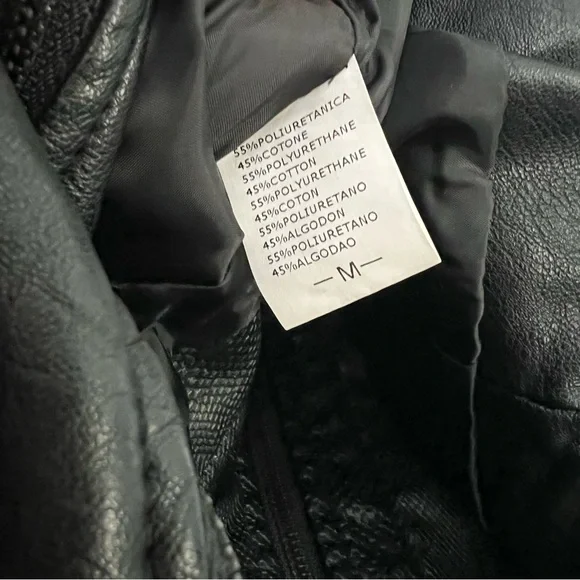 55%POLIURETANICA
45%COTONE
55%POLYURETHANE
45%COTTON
55%POLYURETHANE
45%COTON
55%POLIURETANO
45%ALGODON
55%POLIURETANO
45%ALGODAO
—M—